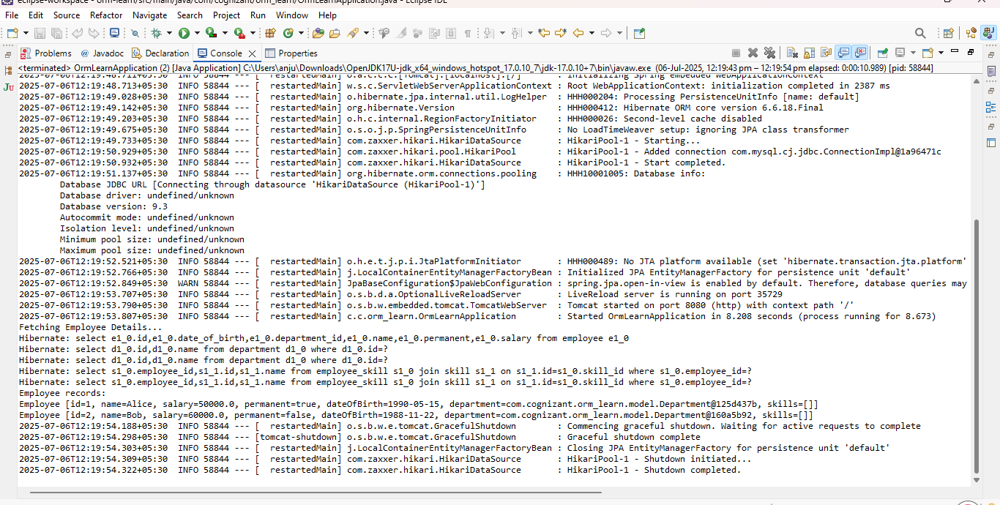 eclipse-workspace - orm-learn/src/main/java/com/cognizant/orm_learn/OrmLearnApplication.java - Eclipse IDE
File Edit Source Refactor Navigate Search Project Run Window Help
Problems @ Javadoc Declaration Console Properties
<terminated> OrmLearnApplication (2) [Java Application] C:\Users\anju\Downloads\OpenJDK17U-jdk_x64_windows_hotspot_17.0.10_7\jdk-17.0.10+7\bin\javaw.exe (06-Jul-2025, 12:19:43 pm – 12:19:54 pm elapsed: 0:00:10.989) [pid: 58844]
2025-07-06T12:19:48.711+05:30 INFO 58844 --- [ restartedMain] o.a.c.c.C.[Tomcat].[localhost].[/] : Initializing Spring embedded WebApplicationContext
2025-07-06T12:19:48.713+05:30 INFO 58844 --- [ restartedMain] w.s.c.ServletWebServerApplicationContext : Root WebApplicationContext: initialization completed in 2387 ms
2025-07-06T12:19:49.028+05:30 INFO 58844 --- [ restartedMain] o.hibernate.jpa.internal.util.LogHelper : HHH000204: Processing PersistenceUnitInfo [name: default]
2025-07-06T12:19:49.142+05:30 INFO 58844 --- [ restartedMain] org.hibernate.Version : HHH000412: Hibernate ORM core version 6.6.18.Final
2025-07-06T12:19:49.203+05:30 INFO 58844 --- [ restartedMain] o.h.c.internal.RegionFactoryInitiator : HHH000026: Second-level cache disabled
2025-07-06T12:19:49.675+05:30 INFO 58844 --- [ restartedMain] o.s.o.j.p.SpringPersistenceUnitInfo : No LoadTimeWeaver setup: ignoring JPA class transformer
2025-07-06T12:19:49.733+05:30 INFO 58844 --- [ restartedMain] com.zaxxer.hikari.HikariDataSource : HikariPool-1 - Starting...
2025-07-06T12:19:50.929+05:30 INFO 58844 --- [ restartedMain] com.zaxxer.hikari.pool.HikariPool : HikariPool-1 - Added connection com.mysql.cj.jdbc.ConnectionImpl@1a96471c
2025-07-06T12:19:50.932+05:30 INFO 58844 --- [ restartedMain] com.zaxxer.hikari.HikariDataSource : HikariPool-1 - Start completed.
2025-07-06T12:19:51.137+05:30 INFO 58844 --- [ restartedMain] org.hibernate.orm.connections.pooling : HHH10001005: Database info:
Database JDBC URL [Connecting through datasource 'HikariDataSource (HikariPool-1)']
Database driver: undefined/unknown
Database version: 9.3
Autocommit mode: undefined/unknown
Isolation level: undefined/unknown
Minimum pool size: undefined/unknown
Maximum pool size: undefined/unknown
2025-07-06T12:19:52.521+05:30 INFO 58844 --- [ restartedMain] o.h.e.t.j.p.i.JtaPlatformInitiator : HHH000489: No JTA platform available (set 'hibernate.transaction.jta.platform'
2025-07-06T12:19:52.766+05:30 INFO 58844 --- [ restartedMain] j.LocalContainerEntityManagerFactoryBean : Initialized JPA EntityManagerFactory for persistence unit 'default'
2025-07-06T12:19:52.849+05:30 WARN 58844 --- [ restartedMain] JpaBaseConfiguration$JpaWebConfiguration : spring.jpa.open-in-view is enabled by default. Therefore, database queries may
2025-07-06T12:19:53.707+05:30 INFO 58844 --- [ restartedMain] o.s.b.d.a.OptionalLiveReloadServer : LiveReload server is running on port 35729
2025-07-06T12:19:53.790+05:30 INFO 58844 --- [ restartedMain] o.s.b.w.embedded.tomcat.TomcatWebServer : Tomcat started on port 8080 (http) with context path '/'
2025-07-06T12:19:53.807+05:30 INFO 58844 --- [ restartedMain] c.c.orm_learn.OrmLearnApplication : Started OrmLearnApplication in 8.208 seconds (process running for 8.673)
Fetching Employee Details...
Hibernate: select e1_0.id,e1_0.date_of_birth,e1_0.department_id,e1_0.name,e1_0.permanent,e1_0.salary from employee e1_0
Hibernate: select d1_0.id,d1_0.name from department d1_0 where d1_0.id=?
Hibernate: select d1_0.id,d1_0.name from department d1_0 where d1_0.id=?
Hibernate: select s1_0.employee_id,s1_1.id,s1_1.name from employee_skill s1_0 join skill s1_1 on s1_1.id=s1_0.skill_id where s1_0.employee_id=?
Hibernate: select s1_0.employee_id,s1_1.id,s1_1.name from employee_skill s1_0 join skill s1_1 on s1_1.id=s1_0.skill_id where s1_0.employee_id=?
Employee records:
Employee [id=1, name=Alice, salary=50000.0, permanent=true, dateOfBirth=1990-05-15, department=com.cognizant.orm_learn.model.Department@125d437b, skills=[]]
Employee [id=2, name=Bob, salary=60000.0, permanent=false, dateOfBirth=1988-11-22, department=com.cognizant.orm_learn.model.Department@160a5b92, skills=[]]
2025-07-06T12:19:54.188+05:30 INFO 58844 --- [ restartedMain] o.s.b.w.e.tomcat.GracefulShutdown : Commencing graceful shutdown. Waiting for active requests to complete
2025-07-06T12:19:54.298+05:30 INFO 58844 --- [tomcat-shutdown] o.s.b.w.e.tomcat.GracefulShutdown : Graceful shutdown complete
2025-07-06T12:19:54.303+05:30 INFO 58844 --- [ restartedMain] j.LocalContainerEntityManagerFactoryBean : Closing JPA EntityManagerFactory for persistence unit 'default'
2025-07-06T12:19:54.309+05:30 INFO 58844 --- [ restartedMain] com.zaxxer.hikari.HikariDataSource : HikariPool-1 - Shutdown initiated...
2025-07-06T12:19:54.322+05:30 INFO 58844 --- [ restartedMain] com.zaxxer.hikari.HikariDataSource : HikariPool-1 - Shutdown completed.